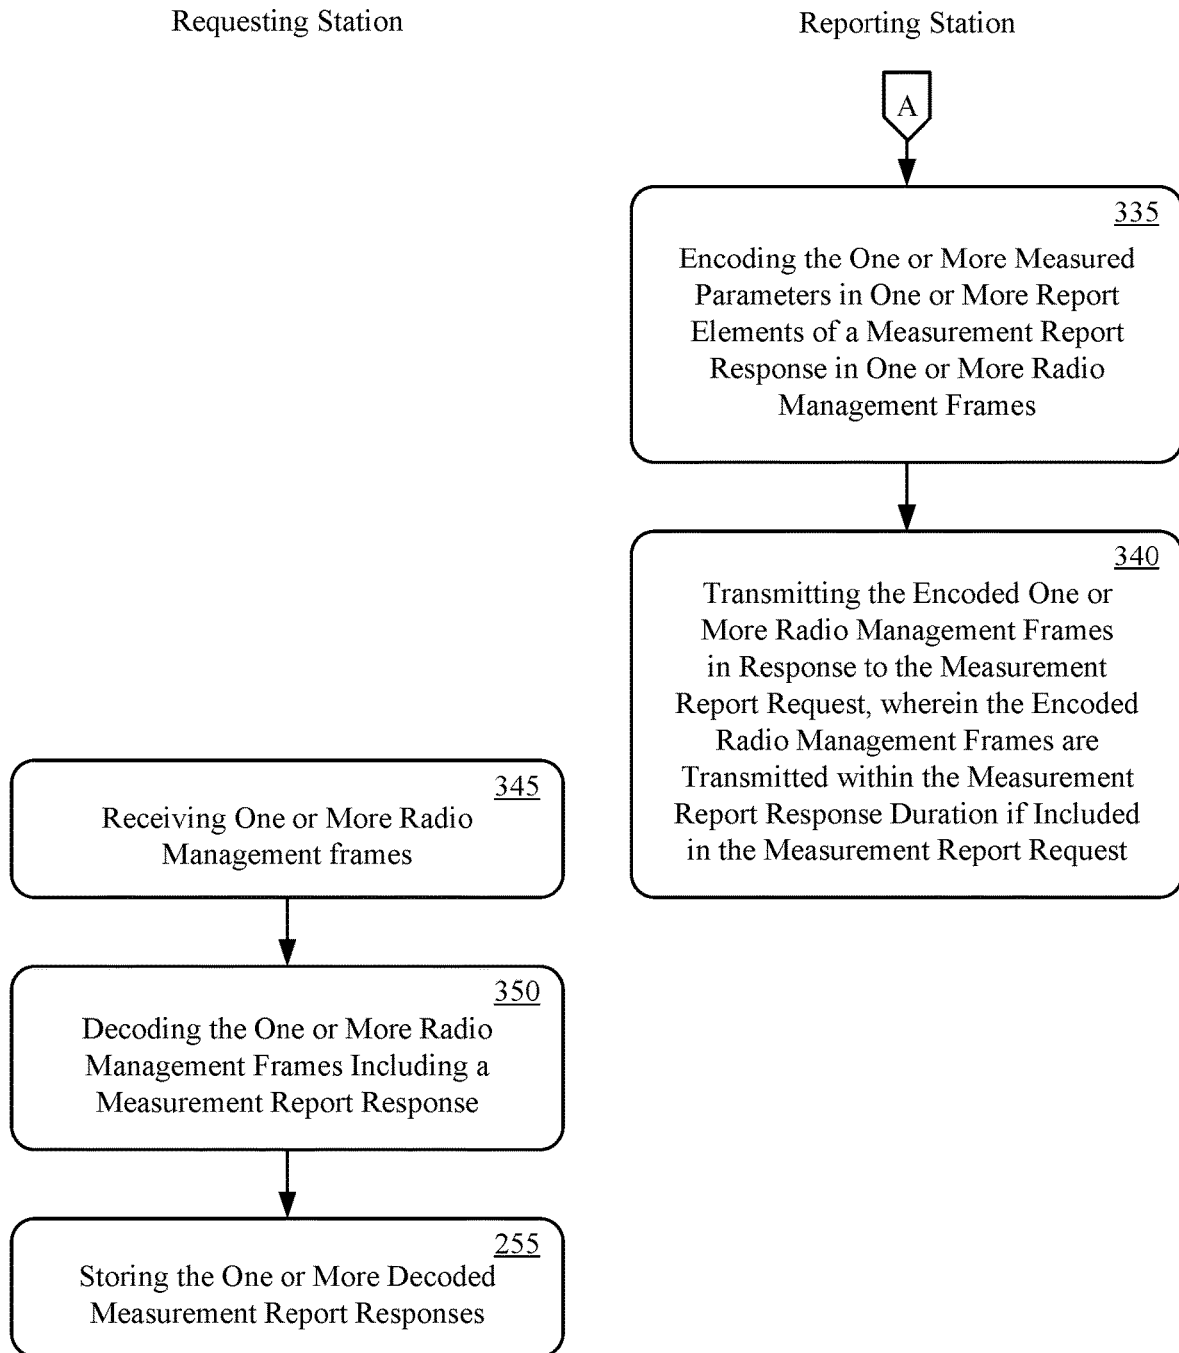 Requesting Station
Reporting Station
A
335
Encoding the One or More Measured
Parameters in One or More Report
Elements of a Measurement Report
Response in One or More Radio
Management Frames
340
Transmitting the Encoded One or
More Radio Management Frames
in Response to the Measurement
Report Request, wherein the Encoded
Radio Management Frames are
Transmitted within the Measurement
Report Response Duration if Included
in the Measurement Report Request
345
Receiving One or More Radio
Management frames
350
Decoding the One or More Radio
Management Frames Including a
Measurement Report Response
255
Storing the One or More Decoded
Measurement Report Responses